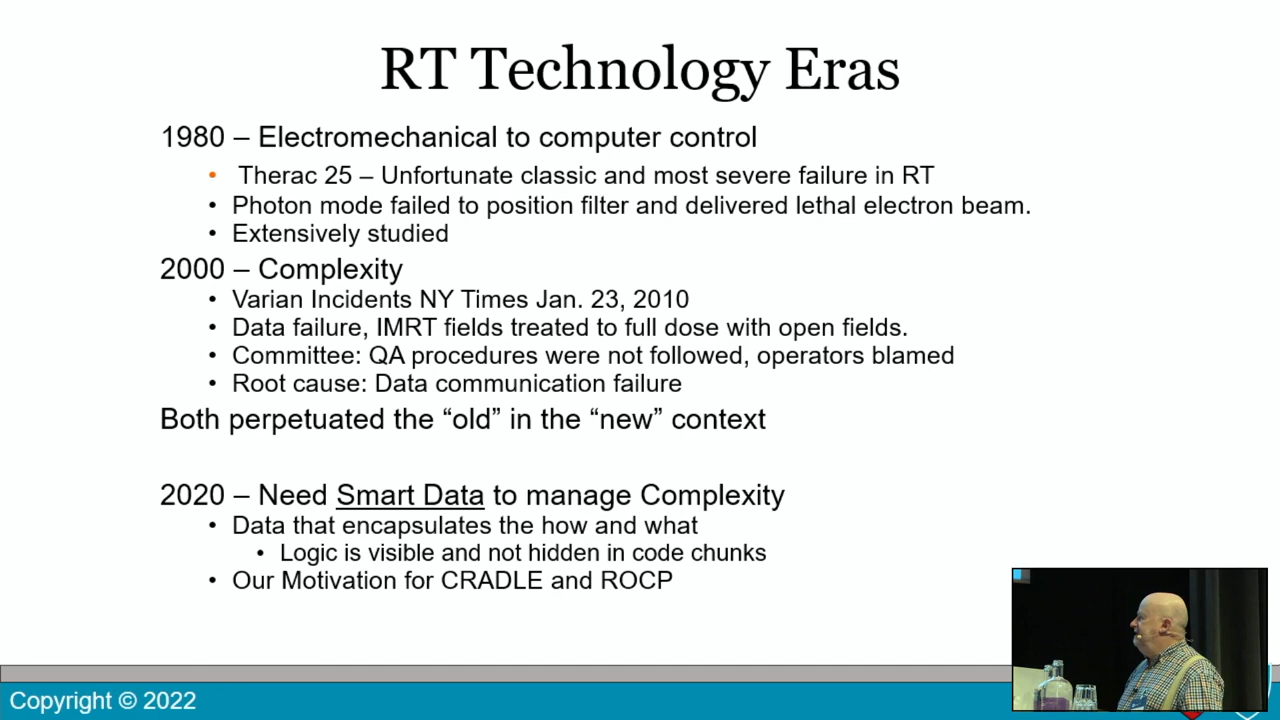 RT Technology Eras
1980 – Electromechanical to computer control
• Therac 25 – Unfortunate classic and most severe failure in RT
• Photon mode failed to position filter and delivered lethal electron beam.
• Extensively studied
2000 – Complexity
• Varian Incidents NY Times Jan. 23, 2010
• Data failure, IMRT fields treated to full dose with open fields.
• Committee: QA procedures were not followed, operators blamed
• Root cause: Data communication failure
Both perpetuated the “old” in the “new” context
2020 – Need Smart Data to manage Complexity
• Data that encapsulates the how and what
• Logic is visible and not hidden in code chunks
• Our Motivation for CRADLE and ROCP
Copyright © 2022